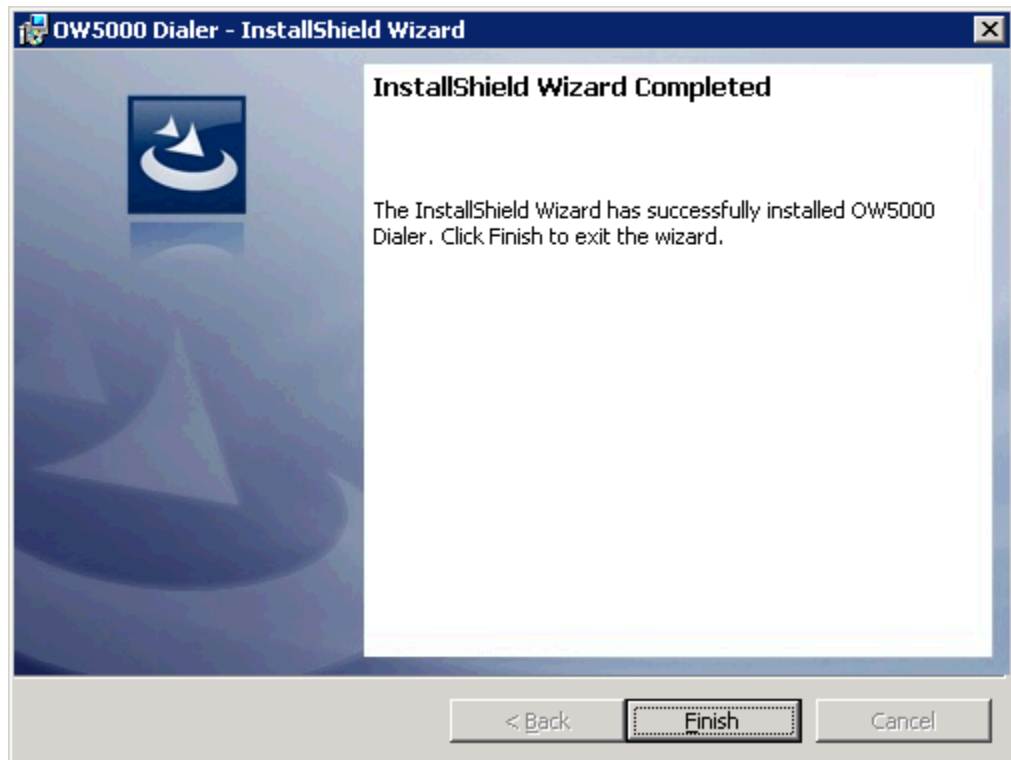 OW5000 Dialer - InstallShield Wizard
InstallShield Wizard Completed
The InstallShield Wizard has successfully installed OW5000
Dialer. Click Finish to exit the wizard.
< Back
Finish
Cancel